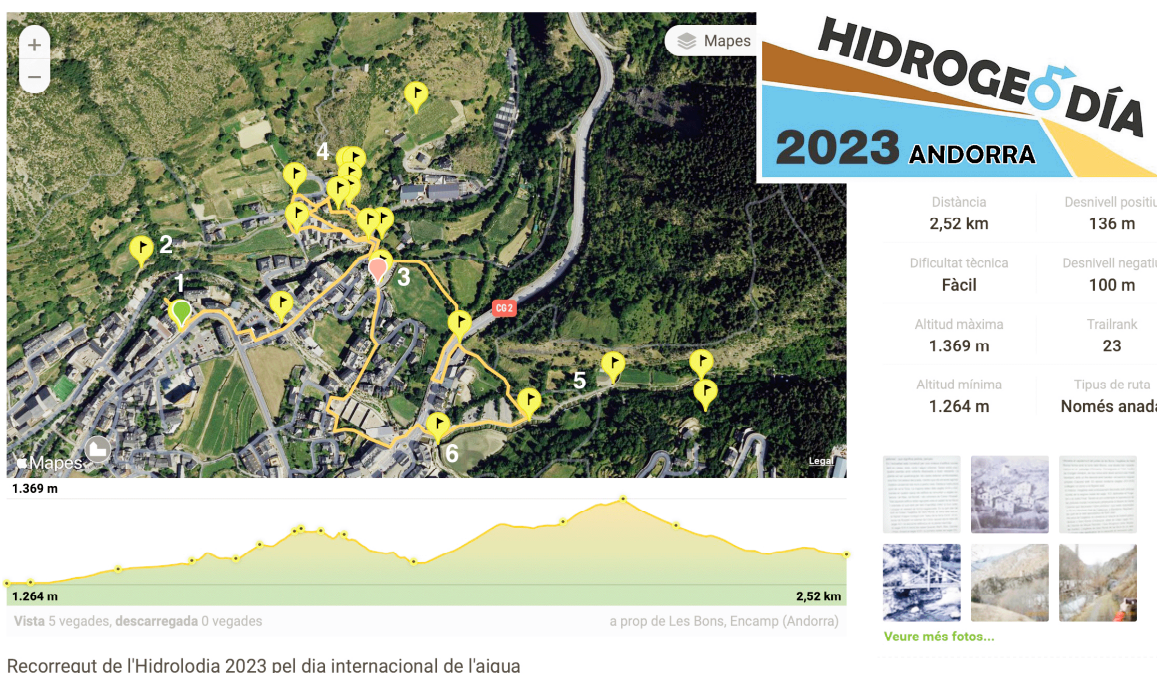 +
−
Mapes
HIDROGEODÍA
2023 ANDORRA
4
2
1
3
CG2
5
6
Mapes
Legal
Distància
2,52 km
Desnivell positiu
136 m
Dificultat tècnica
Fàcil
Desnivell negatiu
100 m
Altitud màxima
1.369 m
Trailrank
23
Altitud mínima
1.264 m
Tipus de ruta
Només anada
1.369 m
1.264 m
2,52 km
Vista 5 vegades, descarregada 0 vegades
a prop de Les Bons, Encamp (Andorra)
Veure més fotos...
Recorregut de l'Hidrolodia 2023 pel dia internacional de l'aigua